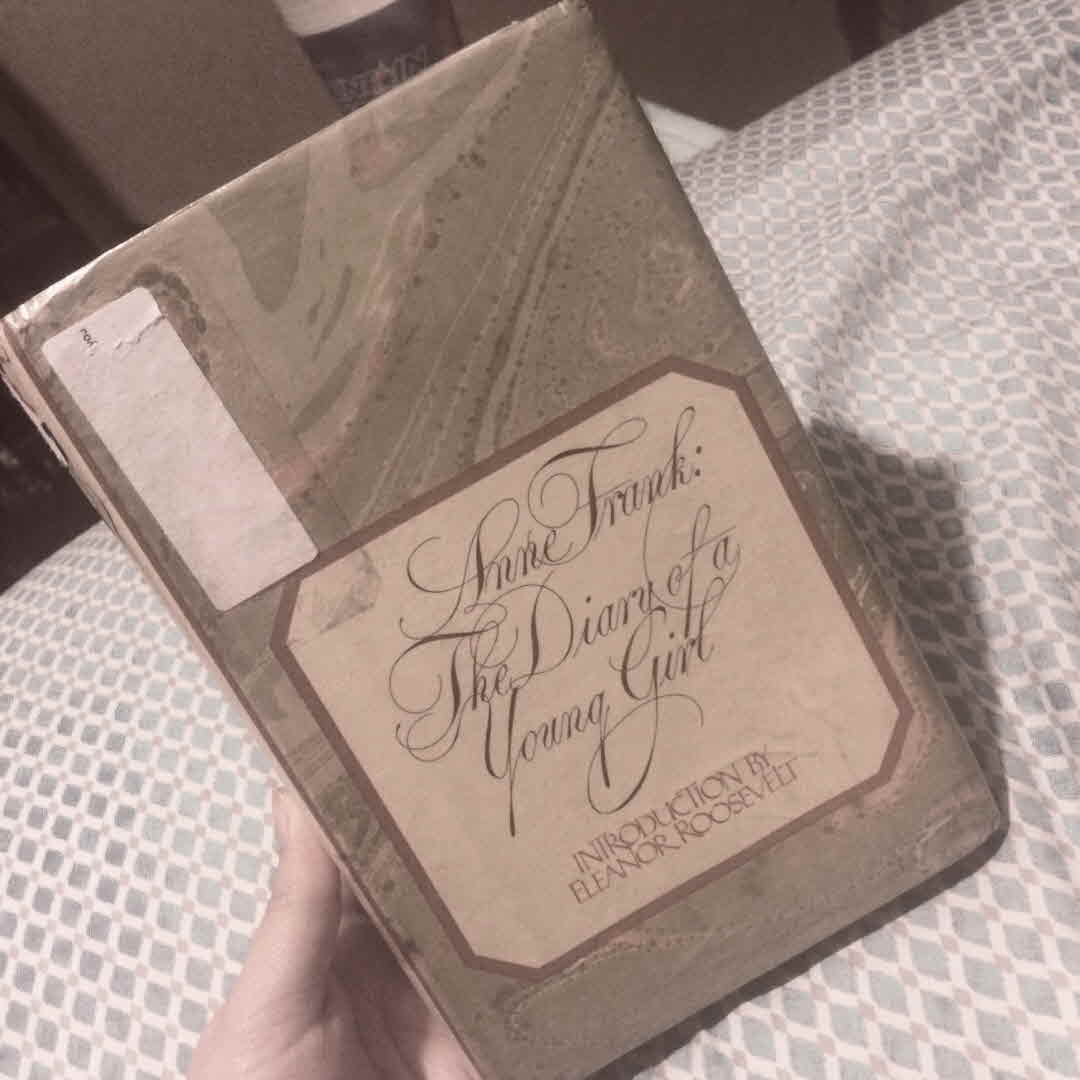 Anne Frank:
The Diary of a
Young Girl
INTRODUCTION BY
ELEANOR ROOSEVELT